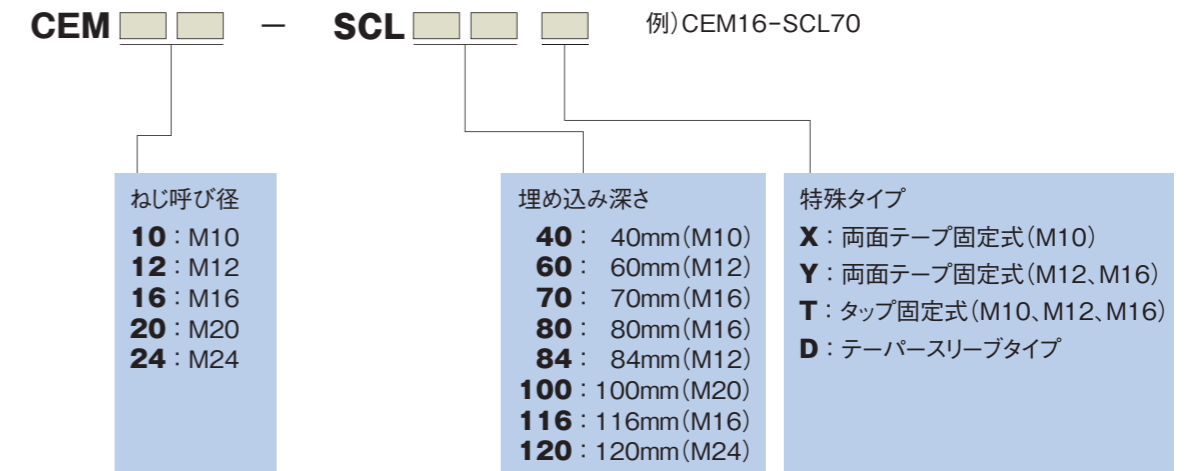 CEM − SCL 例)CEM16−SCL70
ねじ呼び径
10:M10
12:M12
16:M16
20:M20
24:M24
埋め込み深さ
40: 40mm(M10)
60: 60mm(M12)
70: 70mm(M16)
80: 80mm(M16)
84: 84mm(M12)
100:100mm(M20)
116:116mm(M16)
120:120mm(M24)
特殊タイプ
X:両面テープ固定式(M10)
Y:両面テープ固定式(M12、M16)
T:タップ固定式(M10、M12、M16)
D:テーパースリーブタイプ